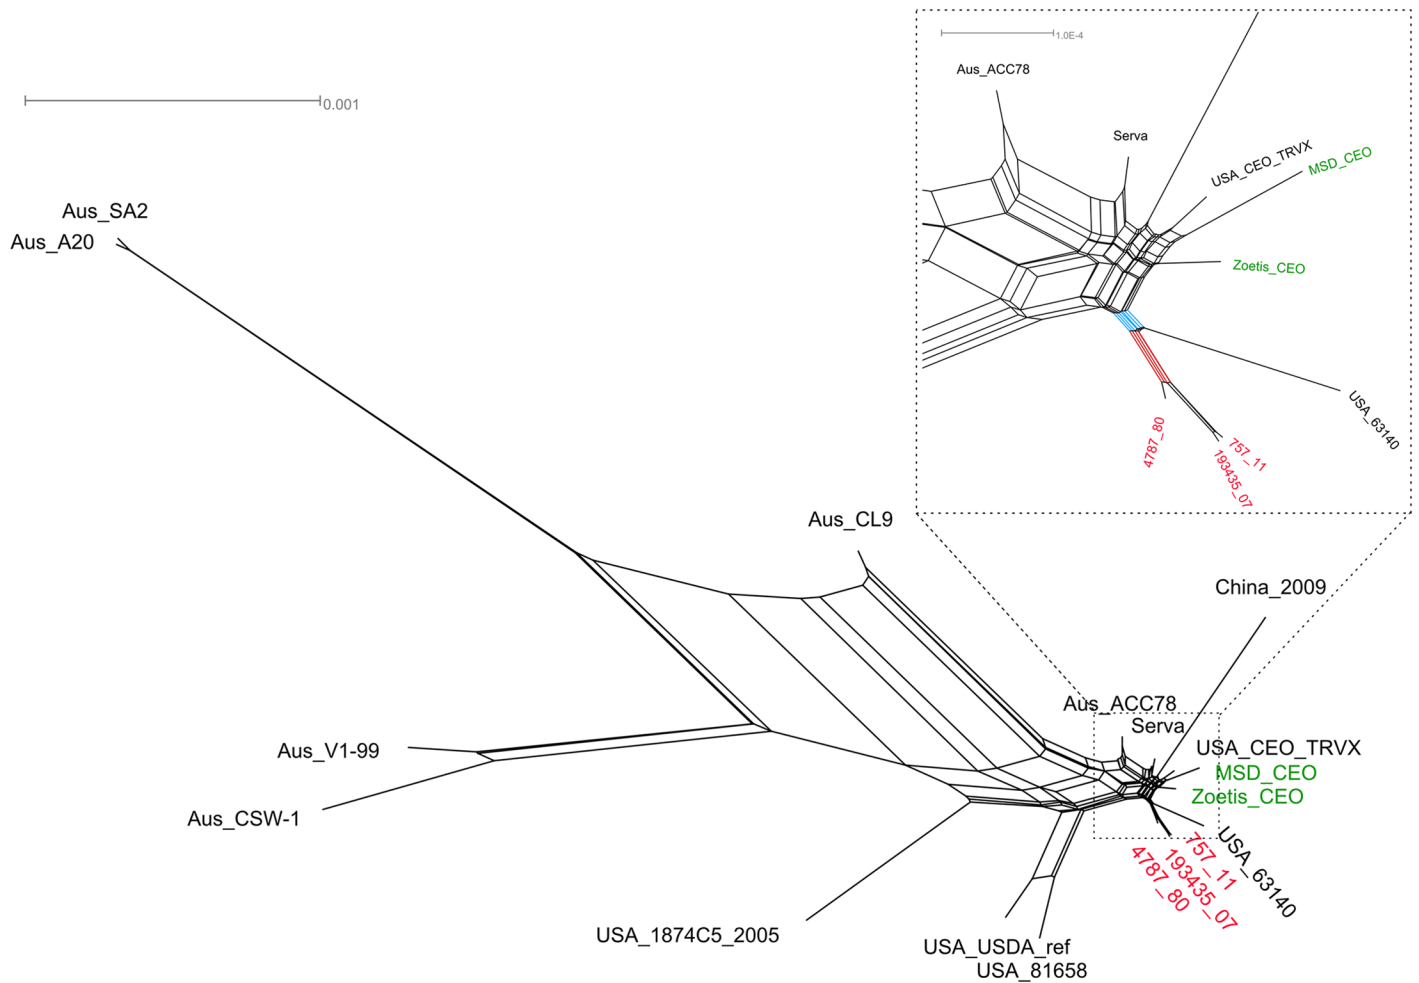 1.0E-4
Aus_ACC78
Serva
USA_CEO_TRVX
MSD_CEO
Zoetis_CEO
USA_63140
4787_80
757_11
193435_07
0.001
Aus_SA2
Aus_A20
Aus_CL9
China_2009
Aus_ACC78
Serva
USA_CEO_TRVX
MSD_CEO
Zoetis_CEO
Aus_V1-99
Aus_CSW-1
757_11
USA_63140
193435_07
4787_80
USA_1874C5_2005
USA_USDA_ref
USA_81658